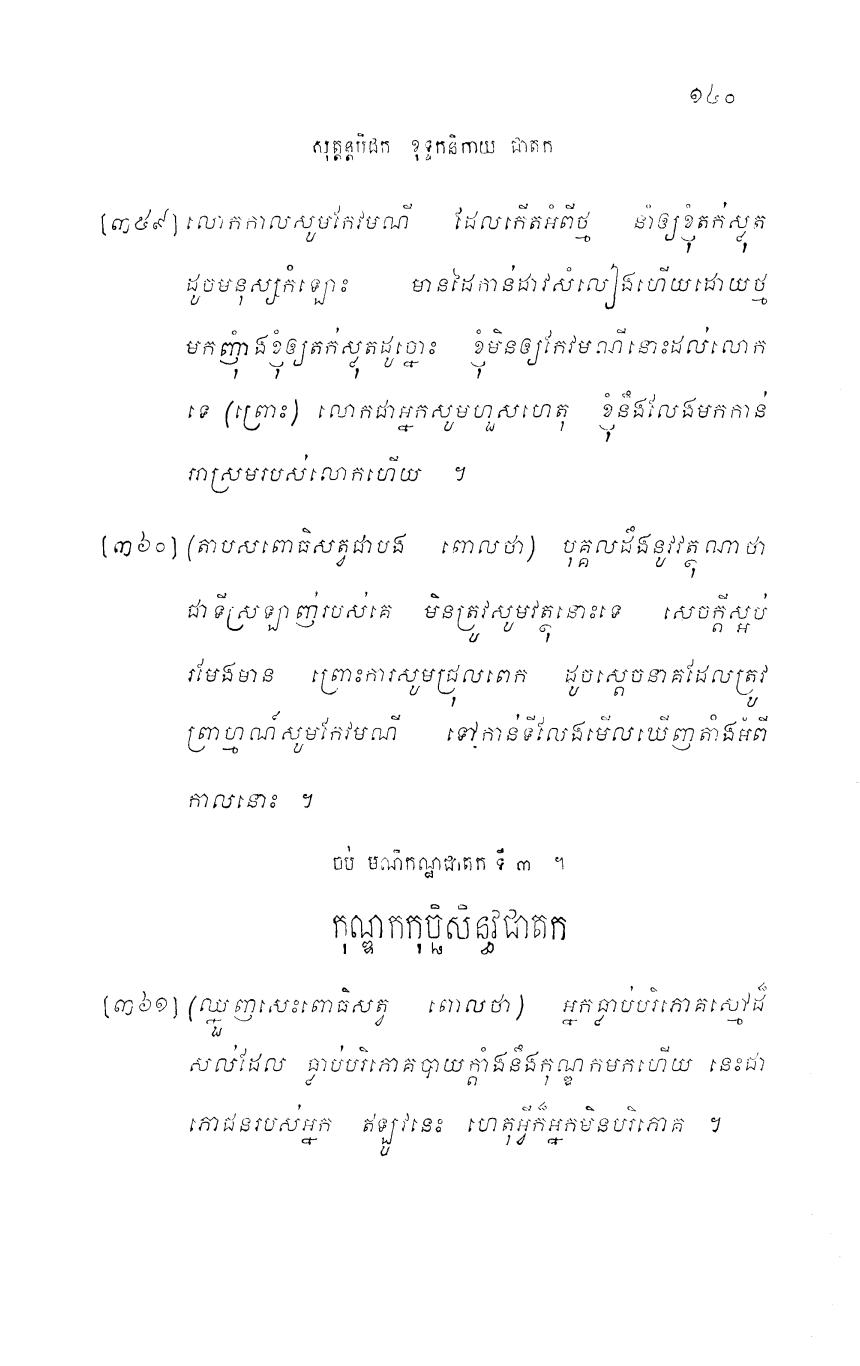 ១៤០
សុត្តន្តបិដក ខុទ្ទកនិកាយ ជាតក
[៣៥៩] លោកកាលសូមកែវមណី ដែលកើតអំពីថ្ម នាំឲ្យខ្ញុំតក់ស្លុត
ដូចមនុស្សកំឡោះ មានដៃកាន់ដាវសំលៀងហើយដោយថ្ម
មកញុំាងខ្ញុំឲ្យតក់ស្លុតដូច្នោះ ខ្ញុំមិនឲ្យកែវមណីនោះដល់លោក
ទេ (ព្រោះ) លោកជាអ្នកសូមហួសហេតុ ខ្ញុំនឹងលែងមកកាន់
អាស្រមរបស់លោកហើយ ។
[៣៦០] (តាបសពោធិសត្វជាបង ពោលថា) បុគ្គលដឹងនូវវត្ថុណាថា
ជាទីស្រឡាញ់របស់គេ មិនត្រូវសូមវត្ថុនោះទេ សេចក្តីស្អប់
រមែងមាន ព្រោះការសូមជ្រុលពេក ដូចស្តេចនាគដែលត្រូវ
ព្រាហ្មណ៍សូមកែវមណី ទៅកាន់ទីលែងមើលឃើញតាំងអំពី
កាលនោះ ។
ចប់ មណិកណ្ឋជាតក ទី ៣ ។
កុណ្ឌកកុច្ឆិសិន្ធវជាតក
[៣៦១] (ឈ្មួញសេះពោធិសត្វ ពោលថា) អ្នកធ្លាប់បរិភោគស្មៅដ៏
សល់ដែល ធ្លាប់បរិភោគបាយក្តាំងនឹងកុណ្ឌកមកហើយ នេះជា
ភោជនរបស់អ្នក ឥឡូវនេះ ហេតុអ្វីក៏អ្នកមិនបរិភោគ ។